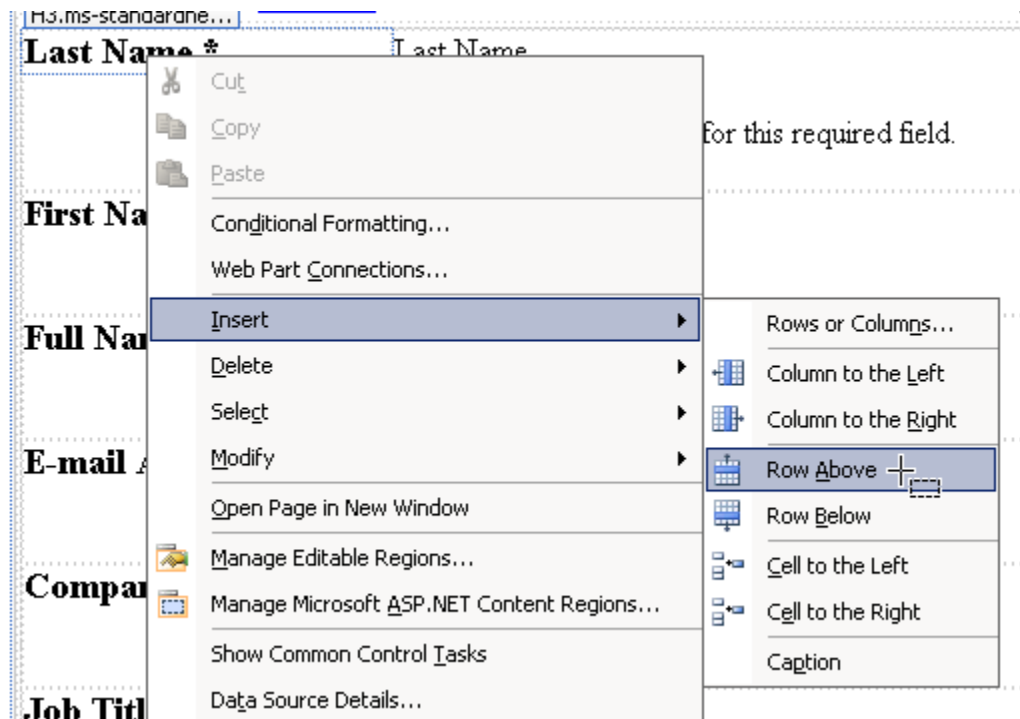 H3.ms-standardhe...
Last Name * Last Name
Cut
Copy for this required field.
Paste
First Na
Conditional Formatting...
Web Part Connections...
Insert
Rows or Columns...
Full Nar
Delete
Column to the Left
Select
Column to the Right
E-mail A
Modify
Row Above
Open Page in New Window
Row Below
Manage Editable Regions...
Cell to the Left
Compar
Manage Microsoft ASP.NET Content Regions...
Cell to the Right
Show Common Control Tasks
Caption
Job Titl
Data Source Details...